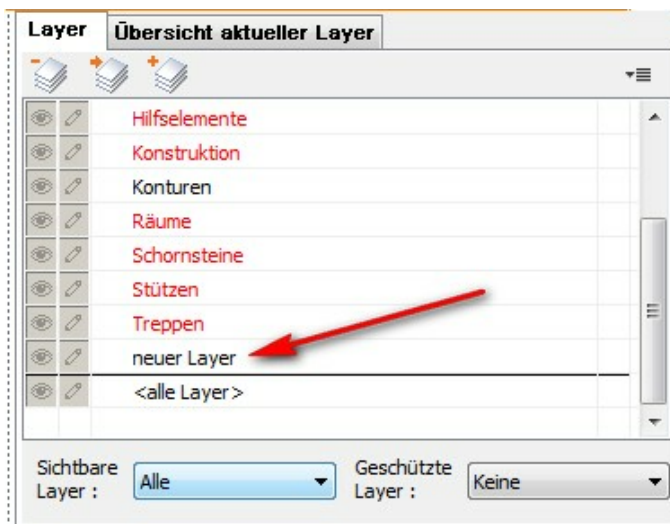 Layer Übersicht aktueller Layer
Hilfselemente
Konstruktion
Konturen
Räume
Schornsteine
Stützen
Treppen
neuer Layer
<alle Layer>
Sichtbare Layer : Alle Geschützte Layer : Keine